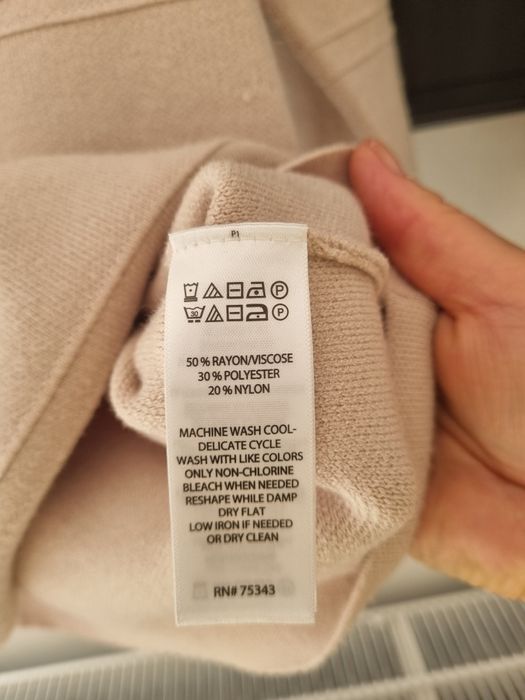 P1
P
30 P
50 % RAYON/VISCOSE
30 % POLYESTER
20 % NYLON
MACHINE WASH COOL-
DELICATE CYCLE
WASH WITH LIKE COLORS
ONLY NON-CHLORINE
BLEACH WHEN NEEDED
RESHAPE WHILE DAMP
DRY FLAT
LOW IRON IF NEEDED
OR DRY CLEAN
RN# 75343